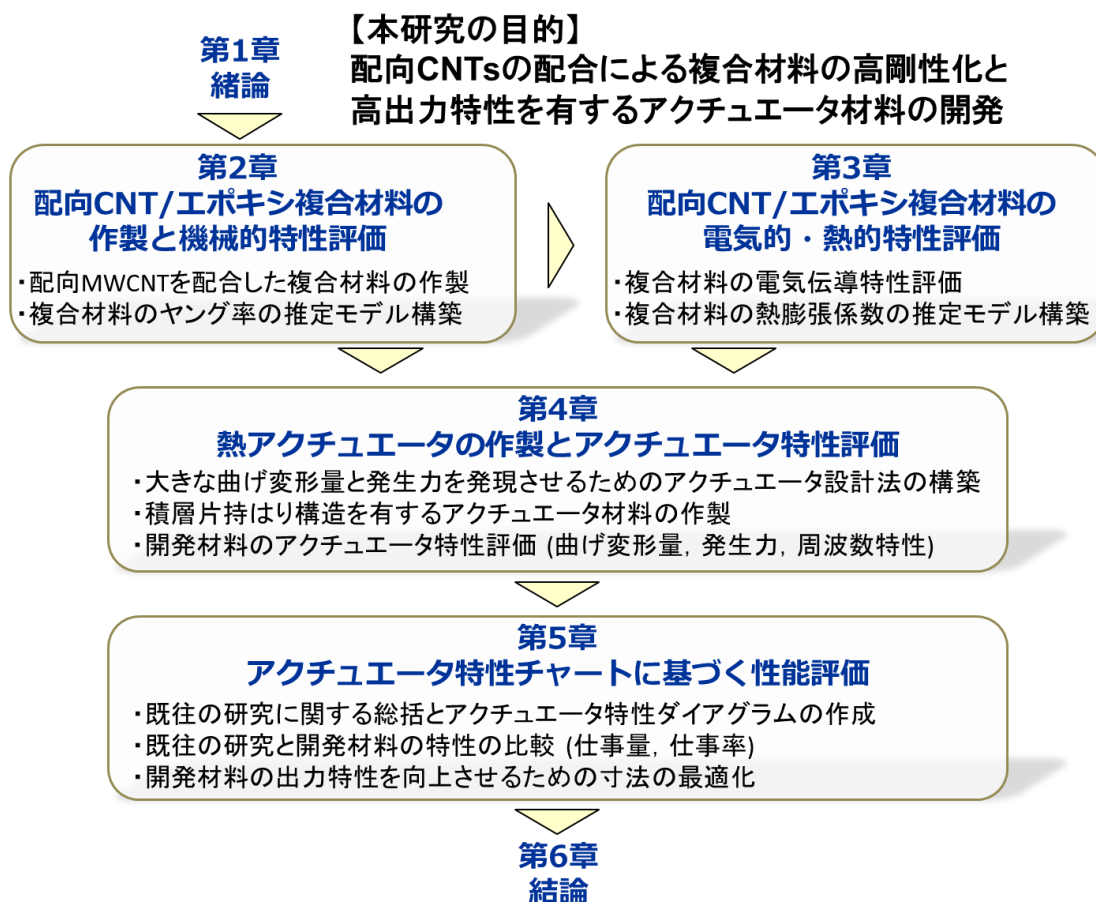 第1章
緒論
【本研究の目的】
配向CNTsの配合による複合材料の高剛性化と
高出力特性を有するアクチュエータ材料の開発
第2章
配向CNT/エポキシ複合材料の
作製と機械的特性評価
・配向MWCNTを配合した複合材料の作製
・複合材料のヤング率の推定モデル構築
第3章
配向CNT/エポキシ複合材料の
電気的・熱的特性評価
・複合材料の電気伝導特性評価
・複合材料の熱膨張係数の推定モデル構築
第4章
熱アクチュエータの作製とアクチュエータ特性評価
・大きな曲げ変形量と発生力を発現させるためのアクチュエータ設計法の構築
・積層片持はり構造を有するアクチュエータ材料の作製
・開発材料のアクチュエータ特性評価 (曲げ変形量, 発生力, 周波数特性)
第5章
アクチュエータ特性チャートに基づく性能評価
・既往の研究に関する総括とアクチュエータ特性ダイアグラムの作成
・既往の研究と開発材料の特性の比較 (仕事量, 仕事率)
・開発材料の出力特性を向上させるための寸法の最適化
第6章
結論